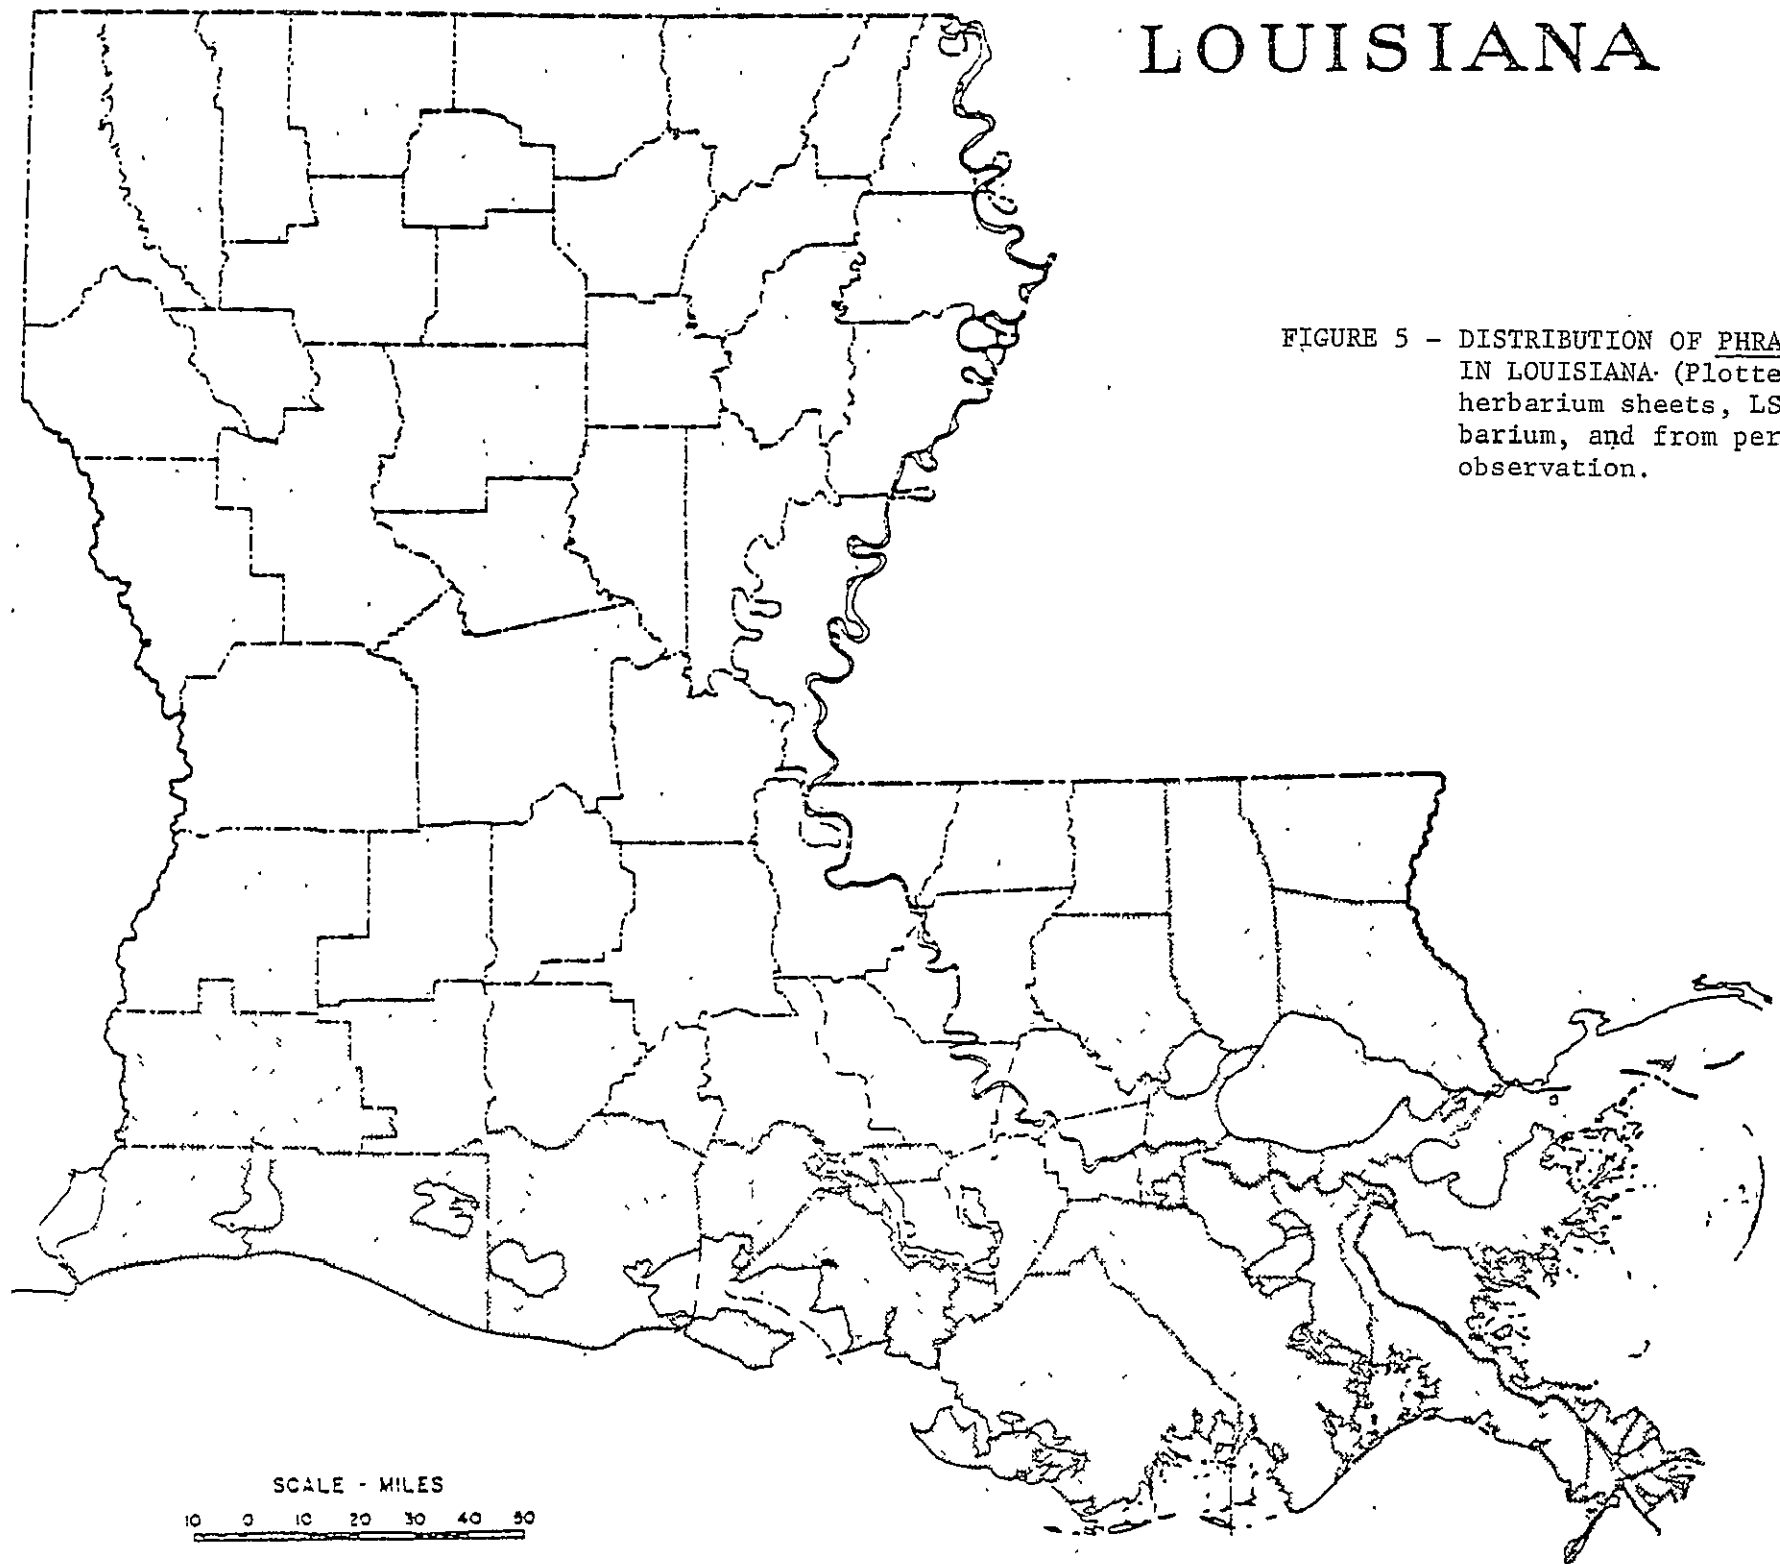 LOUISIANA
FIGURE 5 - DISTRIBUTION OF PHRA
IN LOUISIANA (Plotte
herbarium sheets, LS
barium, and from per
observation.
SCALE - MILES
10 0 10 20 30 40 50